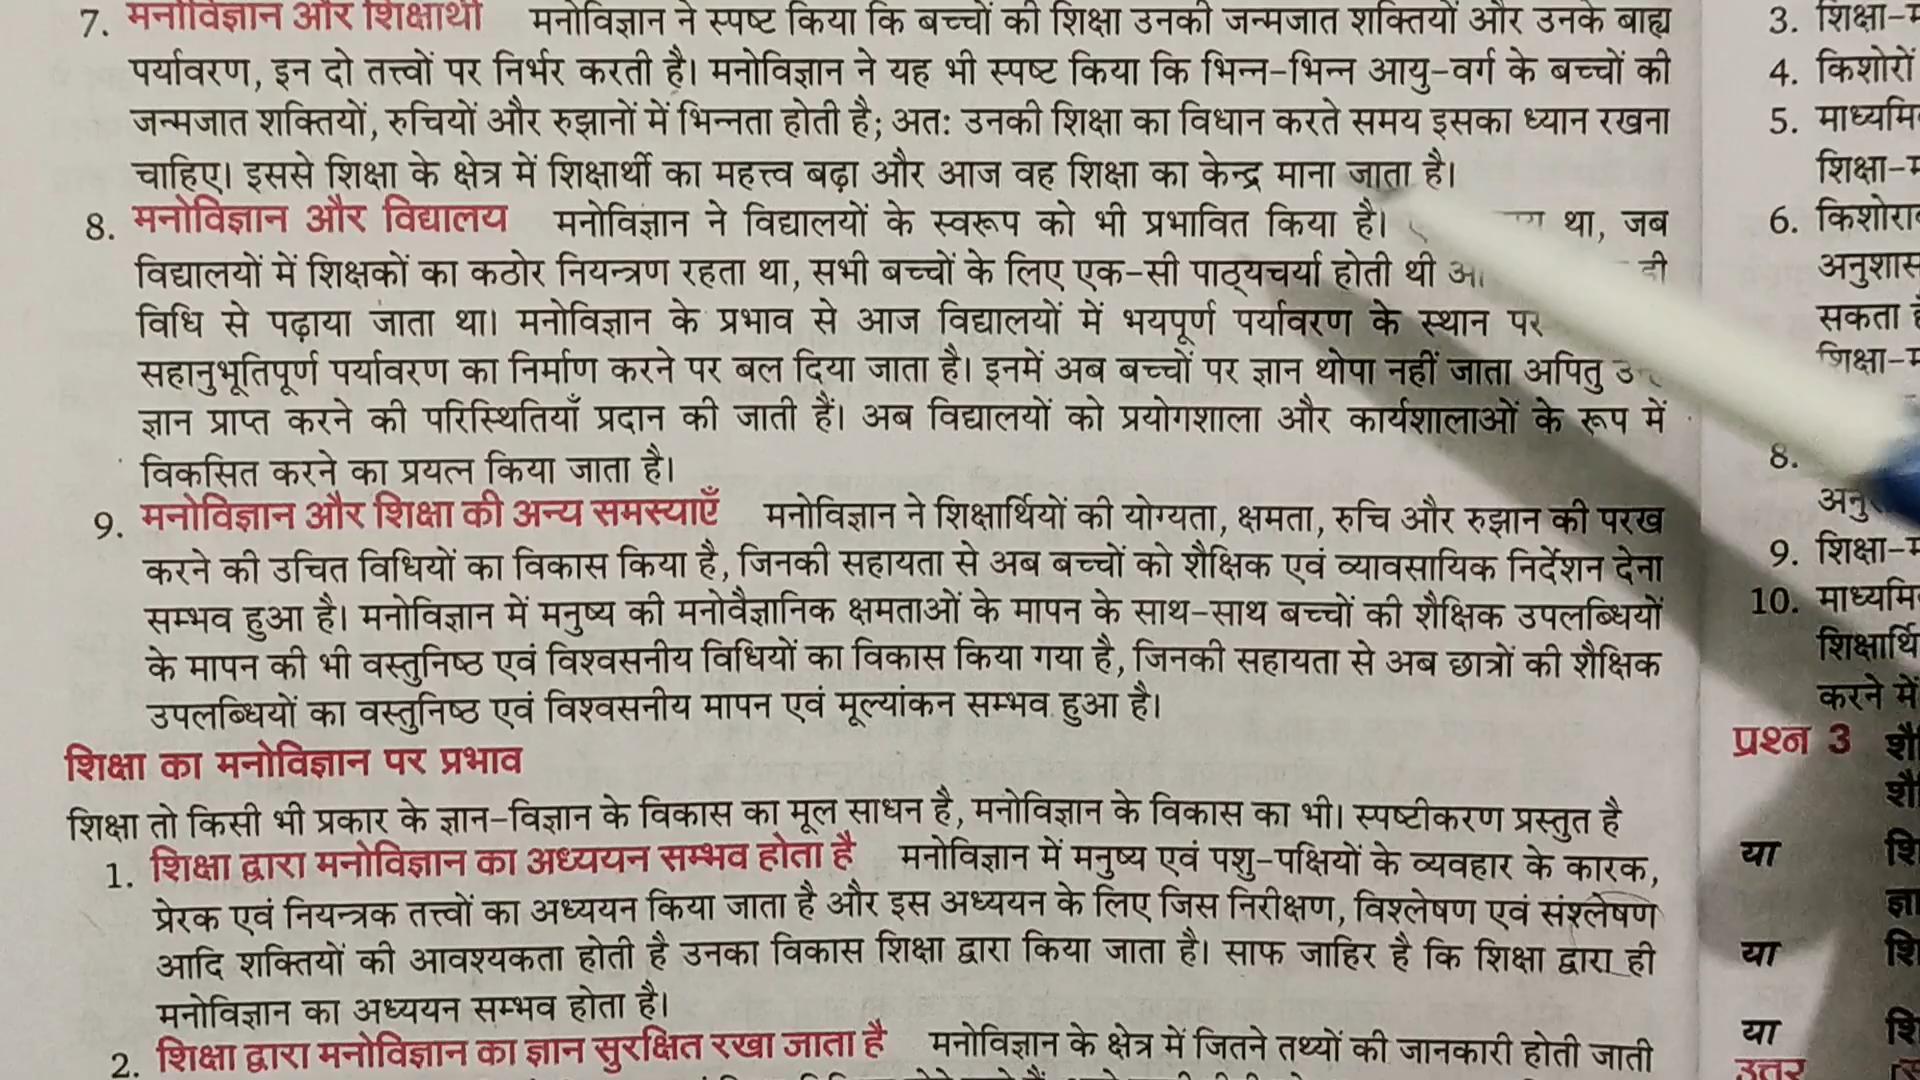 7. मनोविज्ञान और शिक्षार्थी मनोविज्ञान ने स्पष्ट किया कि बच्चों की शिक्षा उनकी जन्मजात शक्तियों और उनके बाह्य
पर्यावरण, इन दो तत्त्वों पर निर्भर करती है। मनोविज्ञान ने यह भी स्पष्ट किया कि भिन्न-भिन्न आयु-वर्ग के बच्चों की
जन्मजात शक्तियों, रुचियों और रुझानों में भिन्नता होती है; अत: उनकी शिक्षा का विधान करते समय इसका ध्यान रखना
चाहिए। इससे शिक्षा के क्षेत्र में शिक्षार्थी का महत्त्व बढ़ा और आज वह शिक्षा का केन्द्र माना जाता है।
8. मनोविज्ञान और विद्यालय मनोविज्ञान ने विद्यालयों के स्वरूप को भी प्रभावित किया है। था, जब
विद्यालयों में शिक्षकों का कठोर नियन्त्रण रहता था, सभी बच्चों के लिए एक-सी पाठ्यचर्या होती थी ही
विधि से पढ़ाया जाता था। मनोविज्ञान के प्रभाव से आज विद्यालयों में भयपूर्ण पर्यावरण के स्थान पर
सहानुभूतिपूर्ण पर्यावरण का निर्माण करने पर बल दिया जाता है। इनमें अब बच्चों पर ज्ञान थोपा नहीं जाता अपितु
ज्ञान प्राप्त करने की परिस्थितियाँ प्रदान की जाती हैं। अब विद्यालयों को प्रयोगशाला और कार्यशालाओं के रूप में
विकसित करने का प्रयत्न किया जाता है।
9. मनोविज्ञान और शिक्षा की अन्य समस्याएँ मनोविज्ञान ने शिक्षार्थियों की योग्यता, क्षमता, रुचि और रुझान की परख
करने की उचित विधियों का विकास किया है, जिनकी सहायता से अब बच्चों को शैक्षिक एवं व्यावसायिक निर्देशन देना
सम्भव हुआ है। मनोविज्ञान में मनुष्य की मनोवैज्ञानिक क्षमताओं के मापन के साथ-साथ बच्चों की शैक्षिक उपलब्धियों
के मापन की भी वस्तुनिष्ठ एवं विश्वसनीय विधियों का विकास किया गया है, जिनकी सहायता से अब छात्रों की शैक्षिक
उपलब्धियों का वस्तुनिष्ठ एवं विश्वसनीय मापन एवं मूल्यांकन सम्भव हुआ है।
शिक्षा का मनोविज्ञान पर प्रभाव
शिक्षा तो किसी भी प्रकार के ज्ञान-विज्ञान के विकास का मूल साधन है, मनोविज्ञान के विकास का भी। स्पष्टीकरण प्रस्तुत है
1. शिक्षा द्वारा मनोविज्ञान का अध्ययन सम्भव होता है मनोविज्ञान में मनुष्य एवं पशु-पक्षियों के व्यवहार के कारक,
प्रेरक एवं नियन्त्रक तत्त्वों का अध्ययन किया जाता है और इस अध्ययन के लिए जिस निरीक्षण, विश्लेषण एवं संश्लेषण
आदि शक्तियों की आवश्यकता होती है उनका विकास शिक्षा द्वारा किया जाता है। साफ जाहिर है कि शिक्षा द्वारा ही
मनोविज्ञान का अध्ययन सम्भव होता है।
2. शिक्षा द्वारा मनोविज्ञान का ज्ञान सुरक्षित रखा जाता है मनोविज्ञान के क्षेत्र में जितने तथ्यों की जानकारी होती जाती
3. शिक्षा-
4. किशोरों
5.
शिक्षा-
6.
सकता
शिक्षा-
8.
9. शिक्षा-
10.
करने में
प्रश्न 3
या
या
या
उत्तर